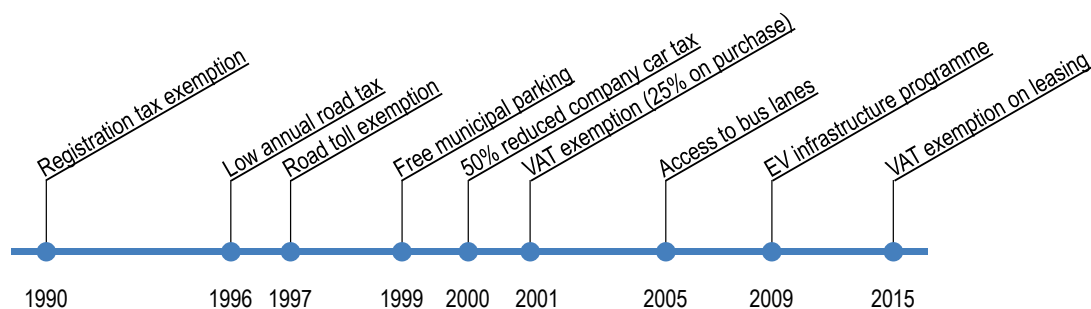 Registration tax exemption
Low annual road tax
Road toll exemption
Free municipal parking
50% reduced company car tax
VAT exemption (25% on purchase)
Access to bus lanes
EV infrastructure programme
VAT exemption on leasing
1990
1996
1997
1999
2000
2001
2005
2009
2015